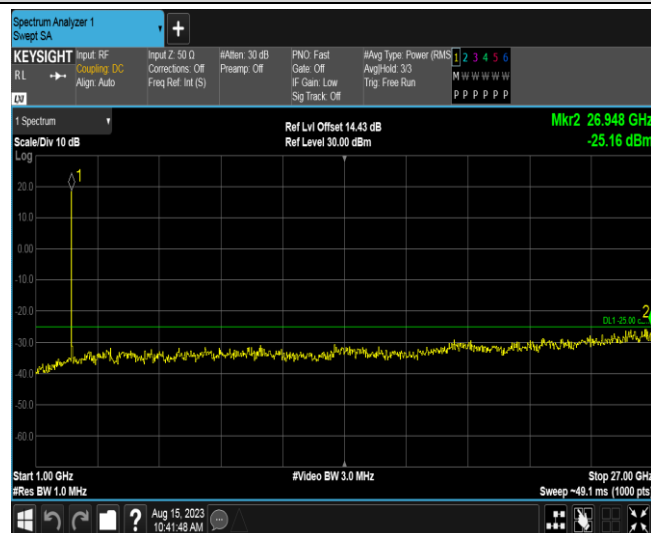 Spectrum Analyzer 1
Swept SA
+
KEYSIGHT Input: RF Input Z: 50 Ω #Atten: 30 dB PNO: Fast #Avg Type: Power (RMS 1 2 3 4 5 6
RL Coupling: DC Corrections: Off Preamp: Off Gate: Off Avg|Hold: 3/3 M W W W W W
Align: Auto Freq Ref: Int (S) IF Gain: Low Trig: Free Run
Sig Track: Off P P P P P P
LXI
1 Spectrum Ref Lvl Offset 14.43 dB Mkr2 26.948 GHz
Scale/Div 10 dB Ref Level 30.00 dBm -25.16 dBm
Log
1
20.0
10.0
0.00
-10.0
-20.0
2
DL1 -25.00
-30.0
-40.0
-50.0
-60.0
Start 1.00 GHz #Video BW 3.0 MHz Stop 27.00 GHz
#Res BW 1.0 MHz Sweep ~49.1 ms (1000 pts)
? Aug 15, 2023
10:41:48 AM